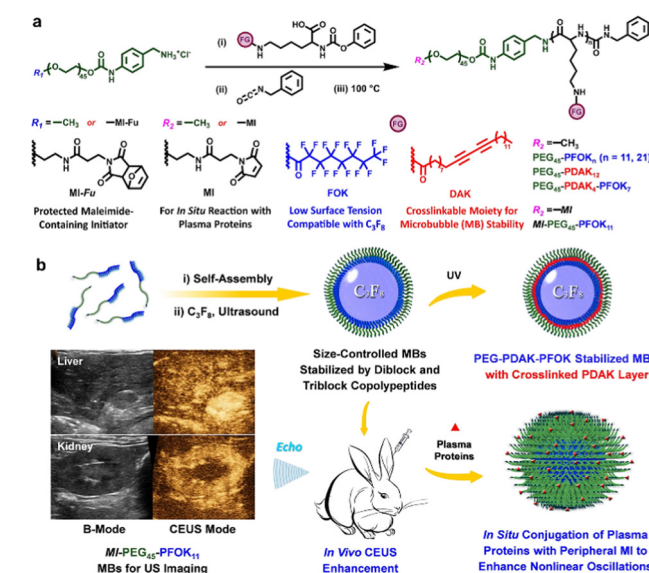 a
FG
HO
O
O
H
N
N
H
O
NH3+Cl-
R1
O
45
O
N
H
(i)
(ii)
O=C=N
(iii) 100 °C
R2
O
45
O
N
H
N
H
O
n
N
H
N
H
NH
FG
R1 = —CH3 or —MI-Fu
R2 = —CH3 or —MI
FG
R2 = —CH3
PEG45-PFOKn (n = 11, 21)
PEG45-PDAK12
PEG45-PDAK4-PFOK7
R2 = —MI
MI-PEG45-PFOK11
MI-Fu
MI
FOK
DAK
Protected Maleimide-
Containing Initiator
For In Situ Reaction with
Plasma Proteins
Low Surface Tension
Compatible with C3F8
Crosslinkable Moiety for
Microbubble (MB) Stability
b
i) Self-Assembly
ii) C3F8, Ultrasound
C3F8
UV
C3F8
Size-Controlled MBs
Stabilized by Diblock and
Triblock Copolypeptides
PEG-PDAK-PFOK Stabilized MB
with Crosslinked PDAK Layer
Liver
Kidney
B-Mode
CEUS Mode
MI-PEG45-PFOK11
MBs for US Imaging
Echo
In Vivo CEUS
Enhancement
Plasma
Proteins
In Situ Conjugation of Plasma
Proteins with Peripheral MI to
Enhance Nonlinear Oscillations